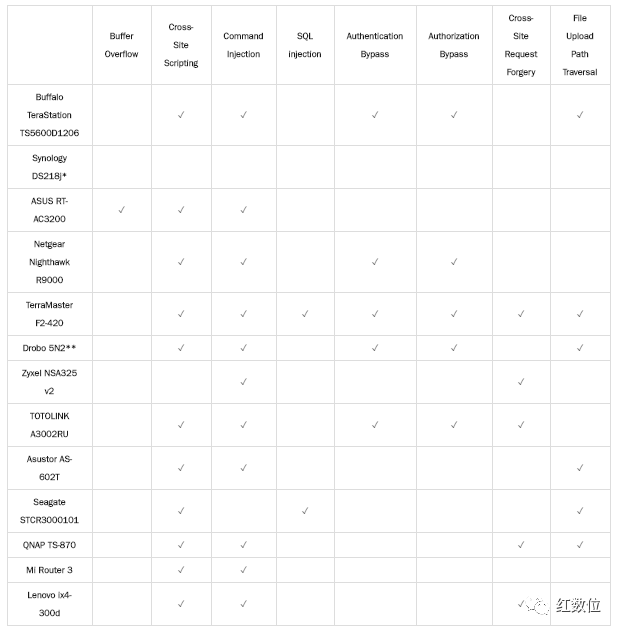 Buffer
Overflow
Cross-
Site
Scripting
Command
Injection
SQL
injection
Authentication
Bypass
Authorization
Bypass
Cross-
Site
Request
Forgery
File
Upload
Path
Traversal
Buffalo
TeraStation
TS5600D1206
✓ ✓ ✓ ✓ ✓
Synology
DS218j*
ASUS RT-
AC3200
✓ ✓ ✓
Netgear
Nighthawk
R9000
✓ ✓ ✓ ✓
TerraMaster
F2-420
✓ ✓ ✓ ✓ ✓ ✓ ✓
Drobo 5N2**
✓ ✓ ✓ ✓ ✓
Zyxel NSA325
v2
✓ ✓
TOTOLINK
A3002RU
✓ ✓ ✓ ✓ ✓
Asustor AS-
602T
✓ ✓ ✓
Seagate
STCR3000101
✓ ✓ ✓
QNAP TS-870
✓ ✓ ✓ ✓
Mi Router 3
✓ ✓
Lenovo ix4-
300d
✓ ✓ ✓
红数位